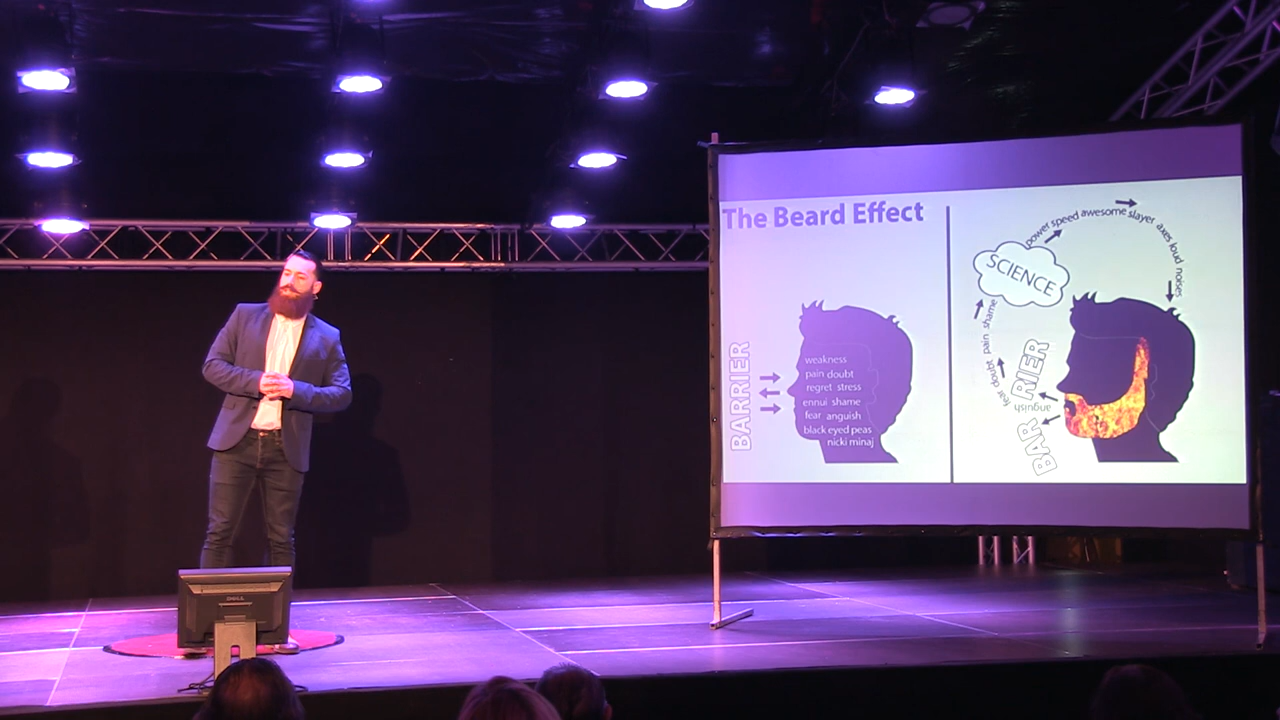 The Beard Effect
BARRIER
weakness
pain doubt
regret stress
ennui shame
fear anguish
black eyed peas
nicki minaj
SCIENCE
power speed awesome slayer axes loud noises
fear doubt pain shame
anguish
BAR RIER
DELL